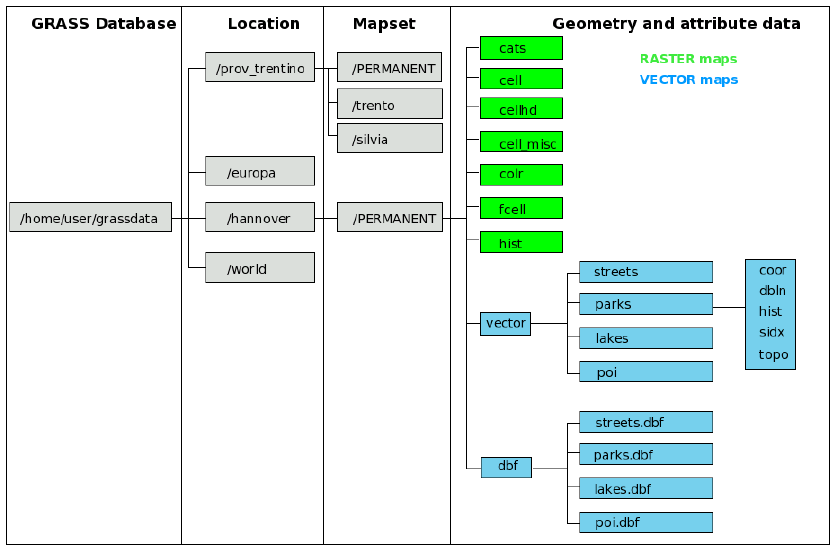 GRASS Database
Location
Mapset
Geometry and attribute data
RASTER maps
VECTOR maps
/home/user/grassdata
/prov_trentino
/europa
/hannover
/world
/PERMANENT
/trento
/silvia
/PERMANENT
cats
cell
cellhd
cell_misc
colr
fcell
hist
vector
streets
parks
lakes
poi
coor
dbln
hist
sidx
topo
dbf
streets.dbf
parks.dbf
lakes.dbf
poi.dbf